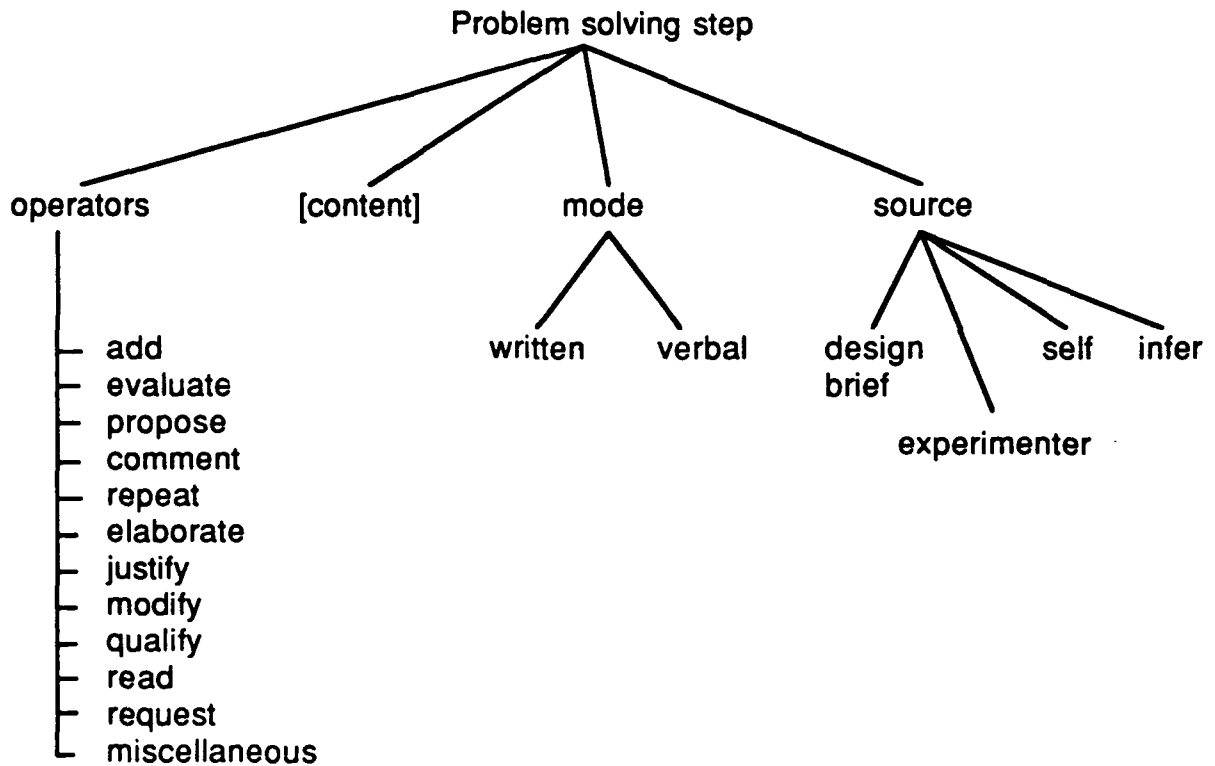 Problem solving step
operators [content] mode source
written verbal design self infer
brief
experimenter
add
evaluate
propose
comment
repeat
elaborate
justify
modify
qualify
read
request
miscellaneous